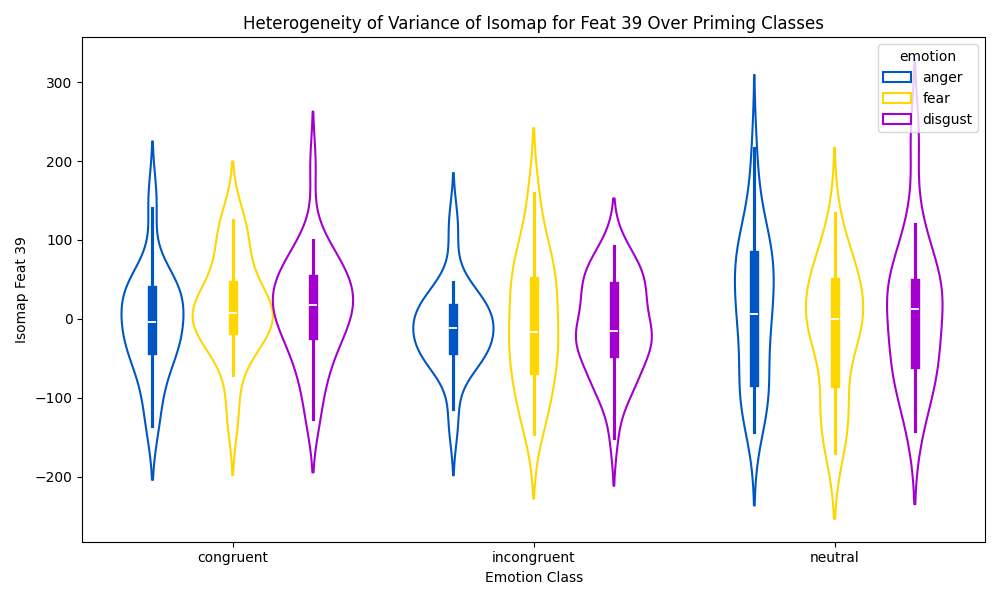 Heterogeneity of Variance of Isomap for Feat 39 Over Priming Classes
emotion
anger
fear
disgust
Isomap Feat 39
300
200
100
0
−100
−200
congruent
incongruent
neutral
Emotion Class